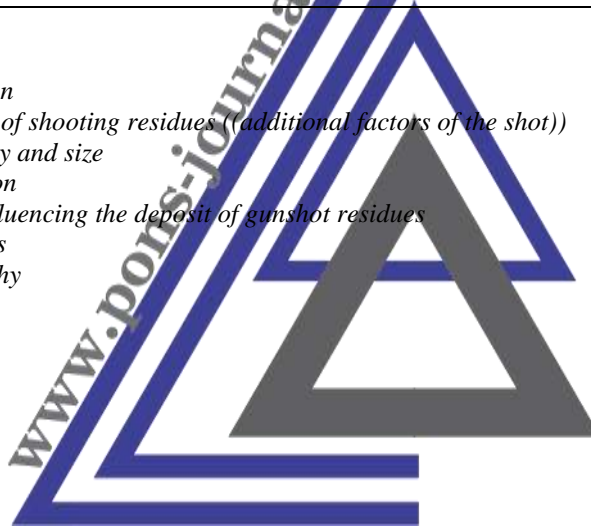 n
of shooting residues ((additional factors of the shot))
y and size
on
luencing the deposit of gunshot residues
s
hy
www.pons-journa